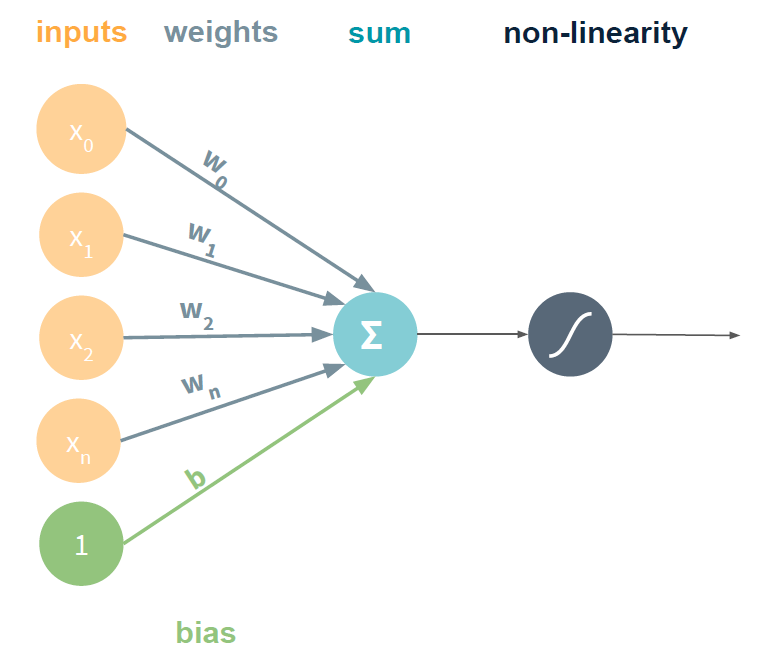 inputs weights sum non-linearity
x0
w0
x1
w1
x2
w2
Σ
xn
wn
b
1
bias